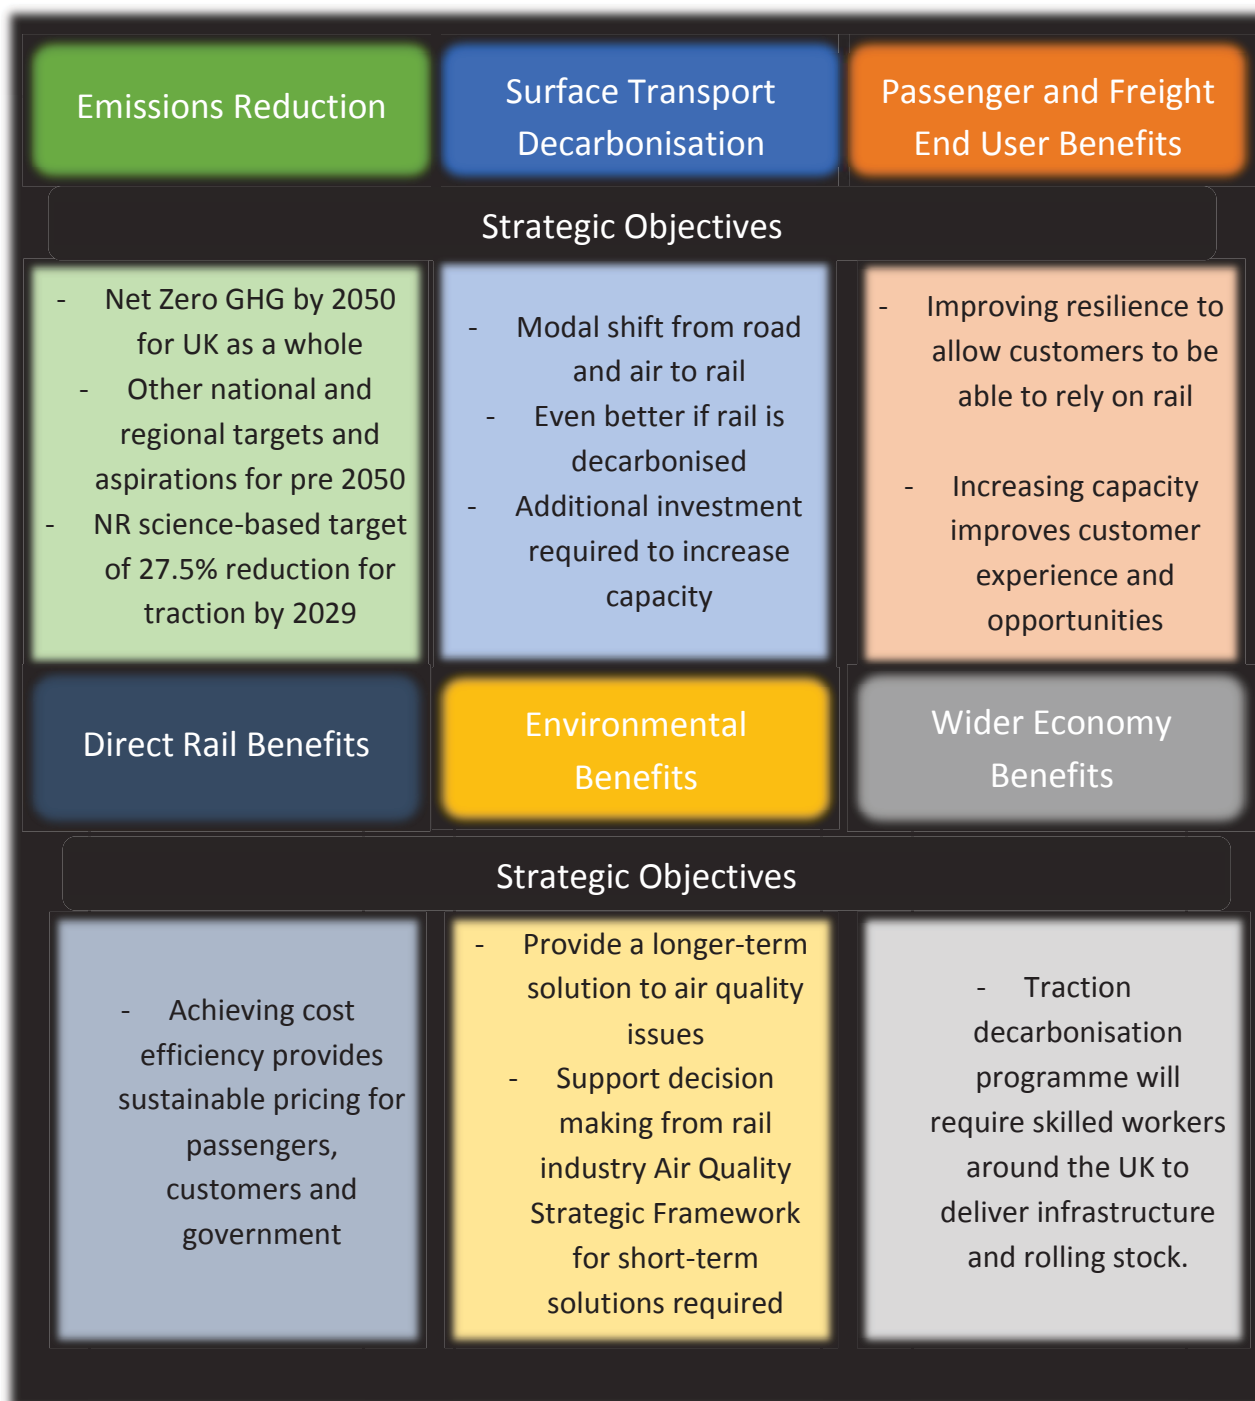 Emissions Reduction
Surface Transport
Decarbonisation
Passenger and Freight
End User Benefits
Strategic Objectives
- Net Zero GHG by 2050
for UK as a whole
- Other national and
regional targets and
aspirations for pre 2050
- NR science-based target
of 27.5% reduction for
traction by 2029
- Modal shift from road
and air to rail
- Even better if rail is
decarbonised
- Additional investment
required to increase
capacity
- Improving resilience to
allow customers to be
able to rely on rail
- Increasing capacity
improves customer
experience and
opportunities
Direct Rail Benefits
Environmental
Benefits
Wider Economy
Benefits
Strategic Objectives
- Achieving cost
efficiency provides
sustainable pricing for
passengers,
customers and
government
- Provide a longer-term
solution to air quality
issues
- Support decision
making from rail
industry Air Quality
Strategic Framework
for short-term
solutions required
- Traction
decarbonisation
programme will
require skilled workers
around the UK to
deliver infrastructure
and rolling stock.